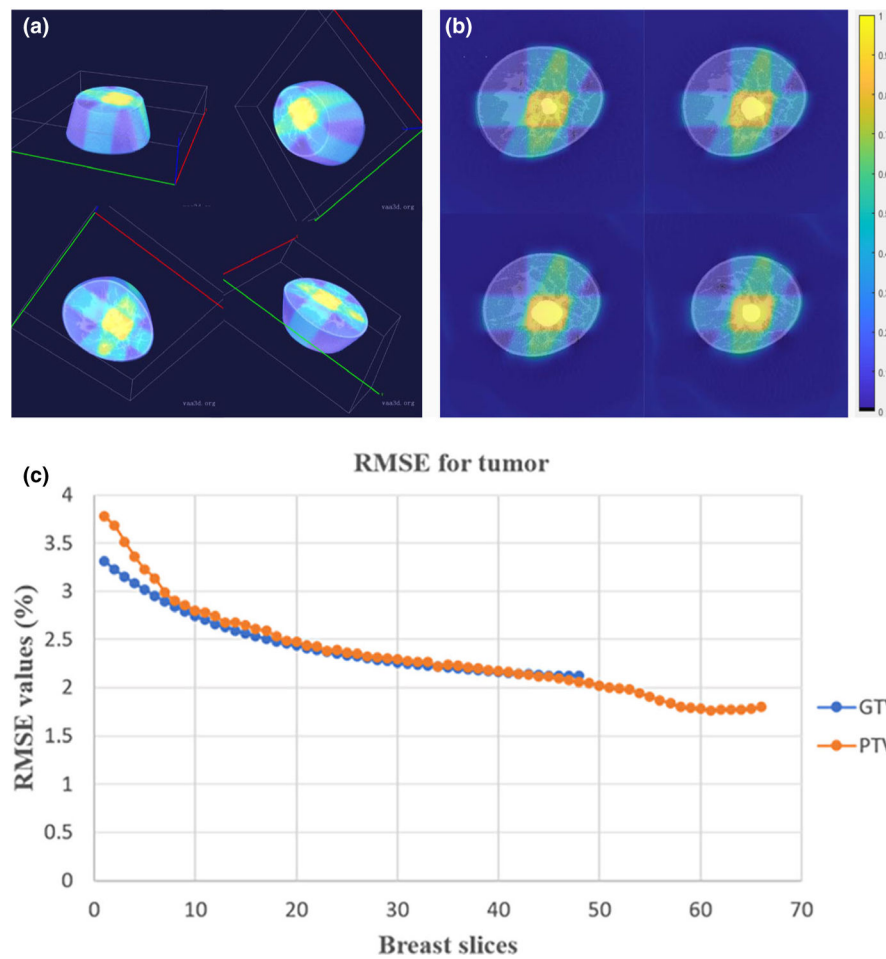 (a)
vaa3d.org
vaa3d.org
vaa3d.org
(b)
1
0
(c)
RMSE for tumor
RMSE values (%)
4
3.5
3
2.5
2
1.5
1
0.5
0
0 10 20 30 40 50 60 70
Breast slices